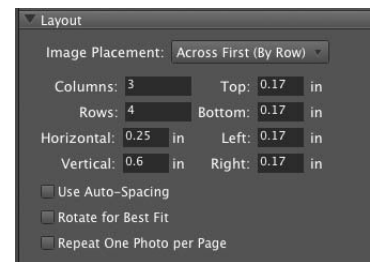 Layout
Image Placement: Across First (By Row)
Columns: 3 Top: 0.17 in
Rows: 4 Bottom: 0.17 in
Horizontal: 0.25 in Left: 0.17 in
Vertical: 0.6 in Right: 0.17 in
Use Auto-Spacing
Rotate for Best Fit
Repeat One Photo per Page